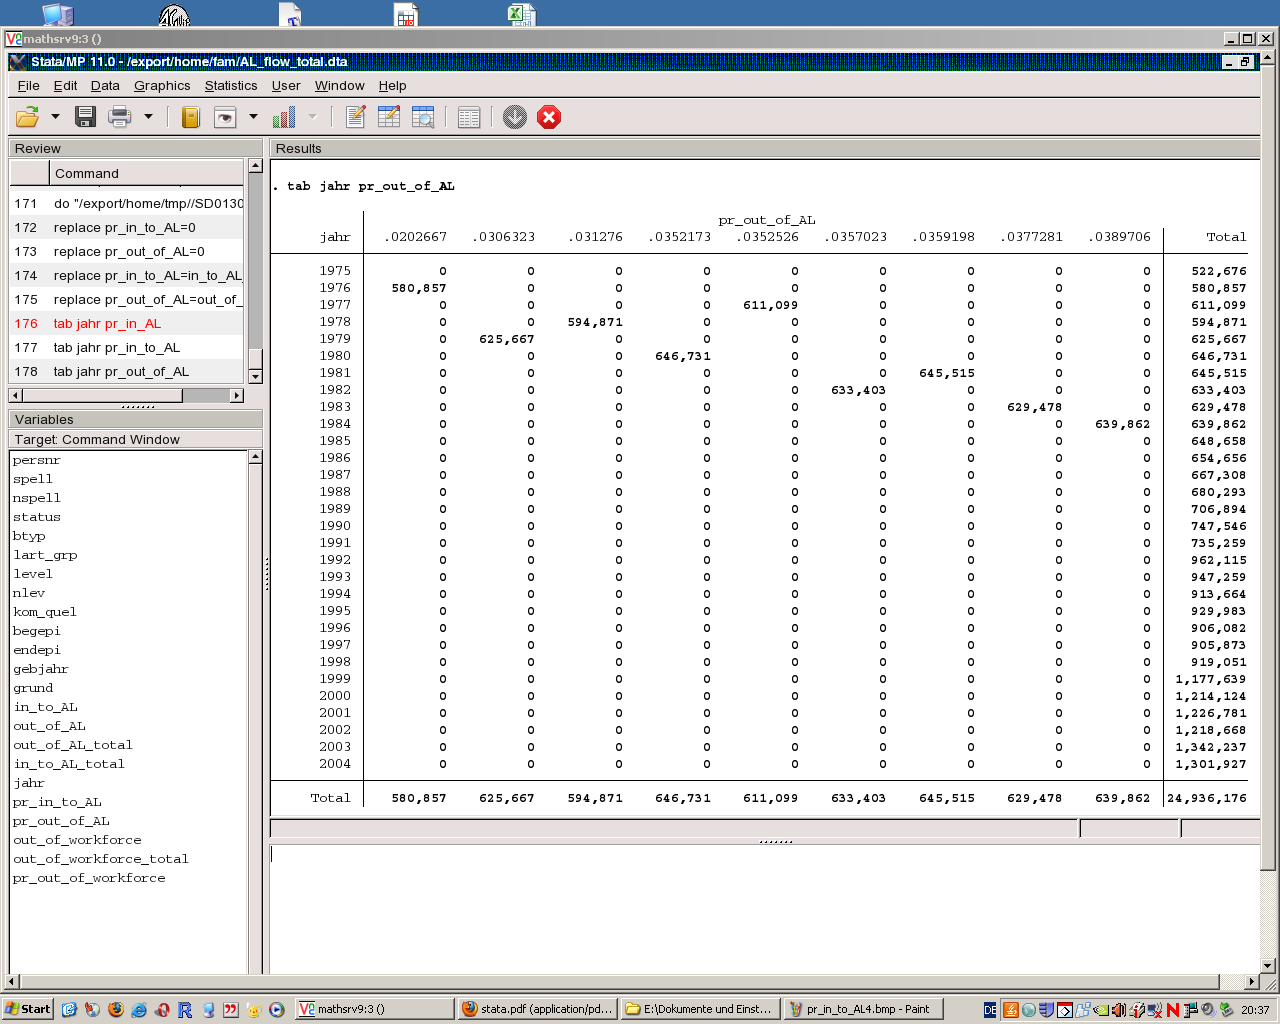 mathsrv9:3 ()
Stata/MP 11.0 - /export/home/fam/AL_flow_total.dta
File Edit Data Graphics Statistics User Window Help
Review
Command
171 do "/export/home/tmp//SD0130
172 replace pr_in_to_AL=0
173 replace pr_out_of_AL=0
174 replace pr_in_to_AL=in_to_AL_
175 replace pr_out_of_AL=out_of_
176 tab jahr pr_in_AL
177 tab jahr pr_in_to_AL
178 tab jahr pr_out_of_AL
Variables
Target: Command Window
persnr
spell
nspell
status
btyp
lart_grp
level
nlev
kom_quel
begepi
endepi
gebjahr
grund
in_to_AL
out_of_AL
out_of_AL_total
in_to_AL_total
jahr
pr_in_to_AL
pr_out_of_AL
out_of_workforce
out_of_workforce_total
pr_out_of_workforce
Results
. tab jahr pr_out_of_AL
pr_out_of_AL
jahr .0202667 .0306323 .031276 .0352173 .0352526 .0357023 .0359198 .0377281 .0389706 Total
1975 0 0 0 0 0 0 0 0 0 522,676
1976 580,857 0 0 0 0 0 0 0 0 580,857
1977 0 0 0 0 611,099 0 0 0 0 611,099
1978 0 0 594,871 0 0 0 0 0 0 594,871
1979 0 625,667 0 0 0 0 0 0 0 625,667
1980 0 0 0 646,731 0 0 0 0 0 646,731
1981 0 0 0 0 0 0 645,515 0 0 645,515
1982 0 0 0 0 0 633,403 0 0 0 633,403
1983 0 0 0 0 0 0 0 629,478 0 629,478
1984 0 0 0 0 0 0 0 0 639,862 639,862
1985 0 0 0 0 0 0 0 0 0 648,658
1986 0 0 0 0 0 0 0 0 0 654,656
1987 0 0 0 0 0 0 0 0 0 667,308
1988 0 0 0 0 0 0 0 0 0 680,293
1989 0 0 0 0 0 0 0 0 0 706,894
1990 0 0 0 0 0 0 0 0 0 747,546
1991 0 0 0 0 0 0 0 0 0 735,259
1992 0 0 0 0 0 0 0 0 0 962,115
1993 0 0 0 0 0 0 0 0 0 947,259
1994 0 0 0 0 0 0 0 0 0 913,664
1995 0 0 0 0 0 0 0 0 0 929,983
1996 0 0 0 0 0 0 0 0 0 906,082
1997 0 0 0 0 0 0 0 0 0 905,873
1998 0 0 0 0 0 0 0 0 0 919,051
1999 0 0 0 0 0 0 0 0 0 1,177,639
2000 0 0 0 0 0 0 0 0 0 1,214,124
2001 0 0 0 0 0 0 0 0 0 1,226,781
2002 0 0 0 0 0 0 0 0 0 1,218,668
2003 0 0 0 0 0 0 0 0 0 1,342,237
2004 0 0 0 0 0 0 0 0 0 1,301,927
Total 580,857 625,667 594,871 646,731 611,099 633,403 645,515 629,478 639,862 24,936,176
Start mathsrv9:3 () stata.pdf (application/pd... E:\Dokumente und Einst... pr_in_to_AL4.bmp - Paint DE 20:37